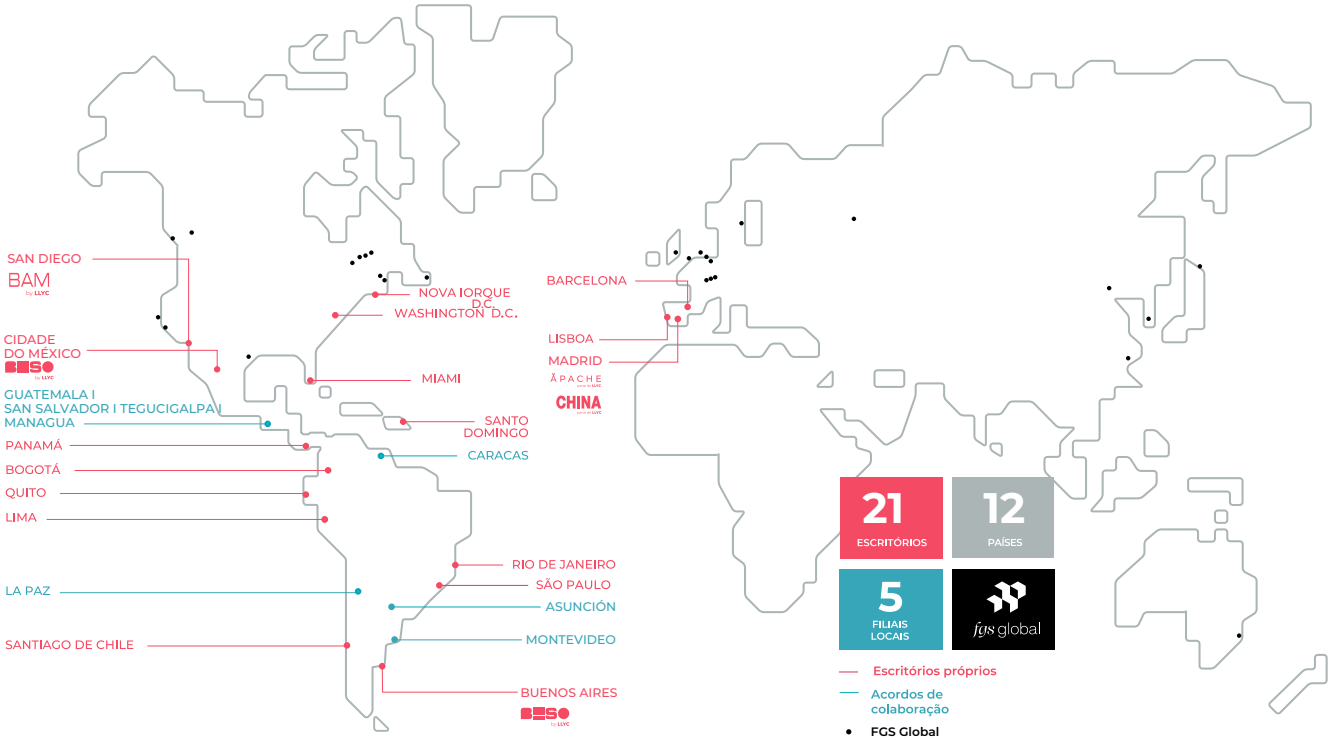 SAN DIEGO
BAM
by LLYC
CIDADE
DO MÉXICO
BESO
by LLYC
GUATEMALA I
SAN SALVADOR I TEGUCIGALPA I
MANAGUA
PANAMÁ
BOGOTÁ
QUITO
LIMA
LA PAZ
SANTIAGO DE CHILE
NOVA IORQUE
D.C.
WASHINGTON D.C.
MIAMI
SANTO
DOMINGO
CARACAS
RIO DE JANEIRO
SÃO PAULO
ASUNCIÓN
MONTEVIDEO
BUENOS AIRES
BESO
by LLYC
BARCELONA
LISBOA
MADRID
ÄPACHE
CHINA
21
ESCRITÓRIOS
12
PAÍSES
5
FILIAIS
LOCAIS
fgs global
Escritórios próprios
Acordos de
colaboração
FGS Global